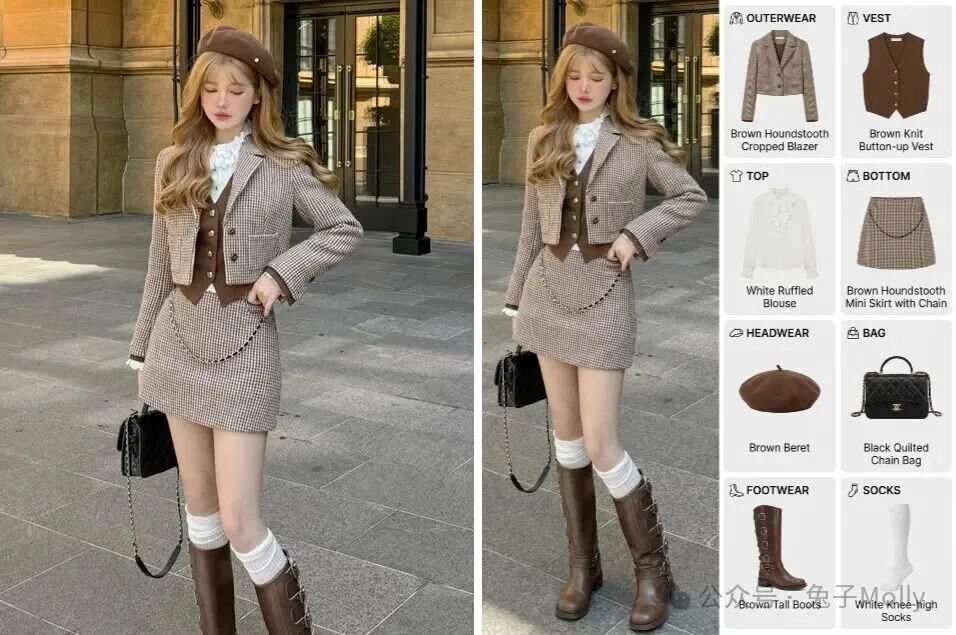 OUTERWEAR
Brown Houndstooth
Cropped Blazer
VEST
Brown Knit
Button-up Vest
TOP
White Ruffled
Blouse
BOTTOM
Brown Houndstooth
Mini Skirt with Chain
HEADWEAR
Brown Beret
BAG
Black Quilted
Chain Bag
FOOTWEAR
Brown Tall Boots
SOCKS
White Knee-high
Socks
公众号 · 兔子Molly